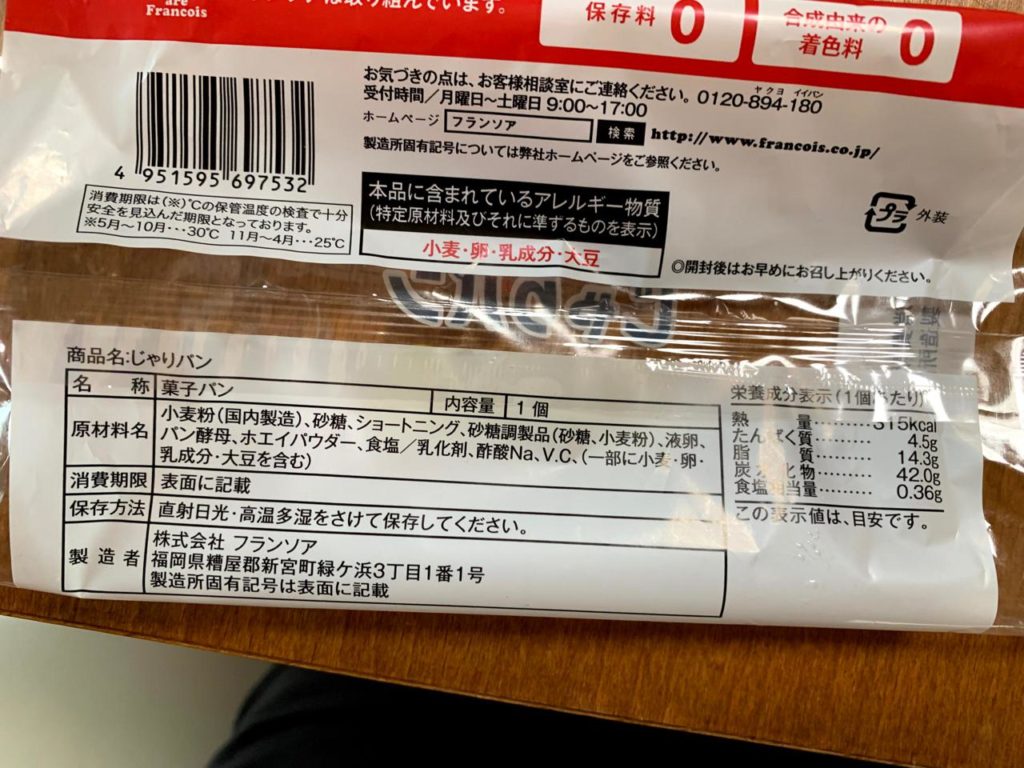 are
Francois
は取り組んでいます。
保存料 0
合成由来の
着色料 0
お気づきの点は、お客様相談室にご連絡ください。
ヤクヨ イイパン
0120-894-180
受付時間／月曜日〜土曜日 9:00〜17:00
ホームページ フランソア 検索 http://www.francois.co.jp/
製造所固有記号については弊社ホームページをご参照ください。
4 951595 697532
消費期限は(※)℃の保管温度の検査で十分
安全を見込んだ期限となっております。
※5月〜10月･･･30℃ 11月〜4月･･･25℃
本品に含まれているアレルギー物質
(特定原材料及びそれに準ずるものを表示)
小麦・卵・乳成分・大豆
プラ 外装
◎開封後はお早めにお召し上がりください。
商品名:じゃりパン
名 称 菓子パン 内容量 1個
原材料名 小麦粉(国内製造)、砂糖、ショートニング、砂糖調製品(砂糖、小麦粉)、液卵、
パン酵母、ホエイパウダー、食塩／乳化剤、酢酸Na、V.C、(一部に小麦・卵・
乳成分・大豆を含む)
消費期限 表面に記載
保存方法 直射日光・高温多湿をさけて保存してください。
製造者 株式会社 フランソア
福岡県糟屋郡新宮町緑ケ浜3丁目1番1号
製造所固有記号は表面に記載
栄養成分表示(1個当たり)
熱 量………315kcal
たんぱく質………4.5g
脂 質………14.3g
炭水化物………42.0g
食塩相当量………0.36g
この表示値は、目安です。